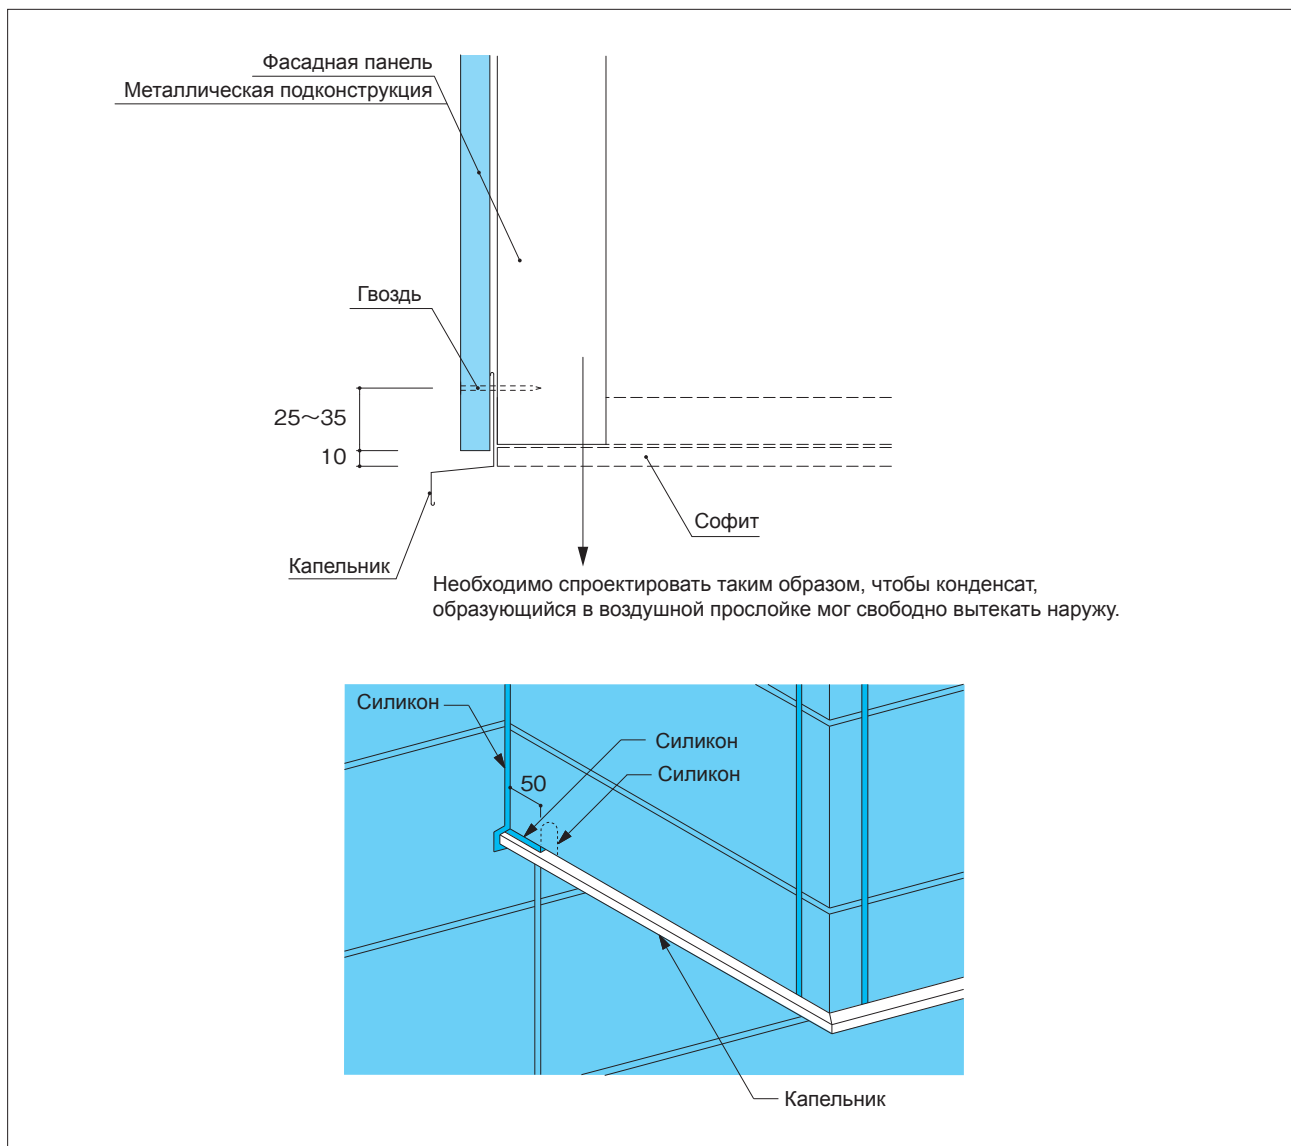 Фасадная панель
Металлическая подконструкция
Гвоздь
25～35
10
Софит
Капельник
Необходимо спроектировать таким образом, чтобы конденсат,
образующийся в воздушной прослойке мог свободно вытекать наружу.
Силикон
Силикон
Силикон
50
Капельник